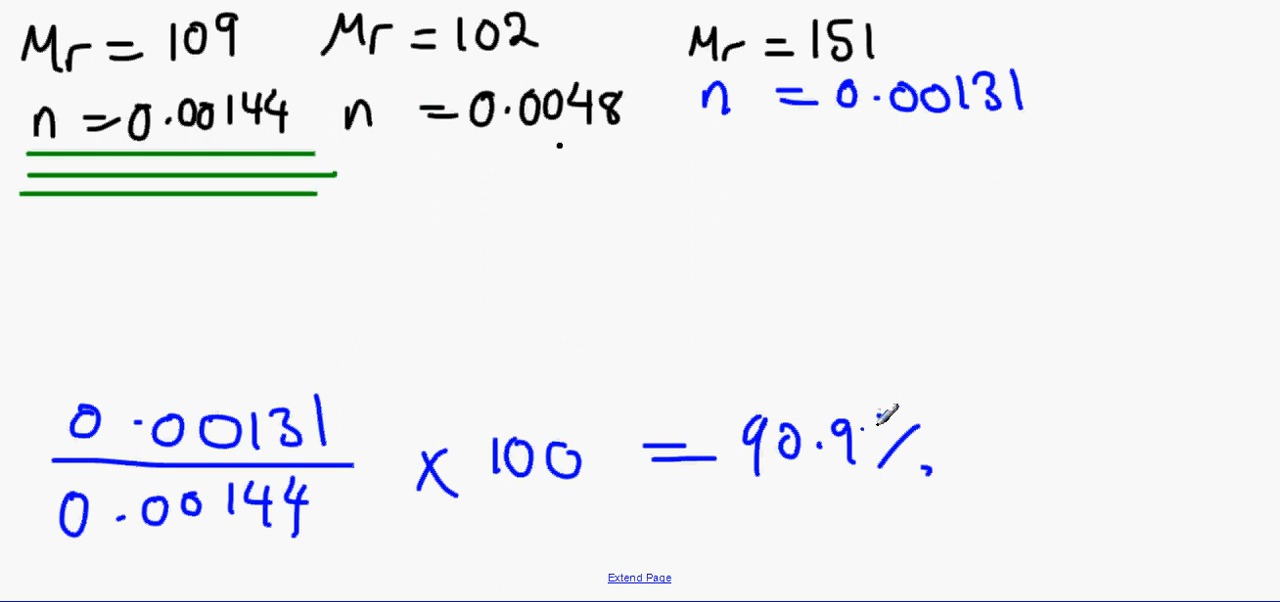 Mr = 109 Mr = 102 Mr = 151
n = 0.00144 n = 0.0048 n = 0.00131
0.00131
0.00144 × 100 = 90.9%
Extend Page